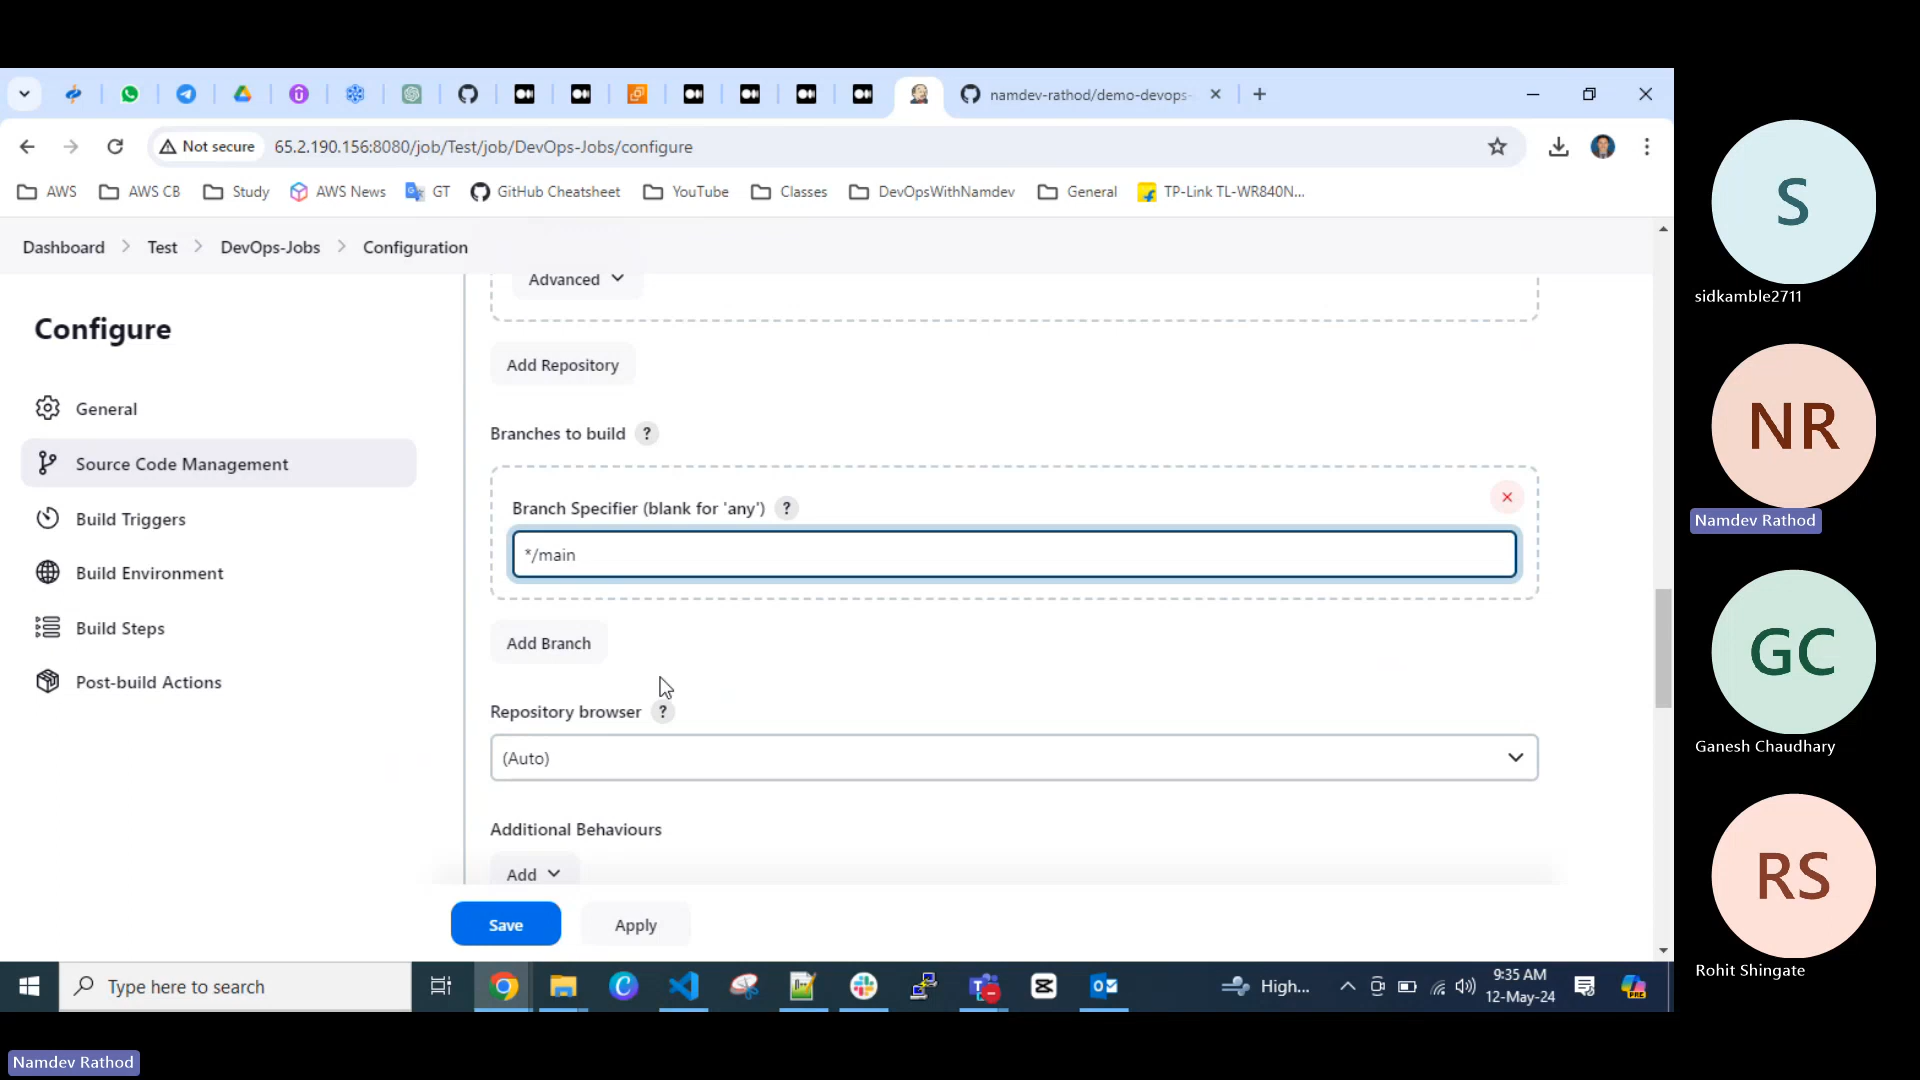 namdev-rathod/demo-devops-
Not secure
65.2.190.156:8080/job/Test/job/DevOps-Jobs/configure
AWS
AWS CB
Study
AWS News
GT
GitHub Cheatsheet
YouTube
Classes
DevOpsWithNamdev
General
TP-Link TL-WR840N...
Dashboard
Test
DevOps-Jobs
Configuration
Configure
General
Source Code Management
Build Triggers
Build Environment
Build Steps
Post-build Actions
Advanced
Add Repository
Branches to build ?
Branch Specifier (blank for 'any') ?
*/main
Add Branch
Repository browser ?
(Auto)
Additional Behaviours
Add
Save
Apply
Type here to search
High...
9:35 AM
12-May-24
S
sidkamble2711
NR
Namdev Rathod
GC
Ganesh Chaudhary
RS
Rohit Shingate
Namdev Rathod